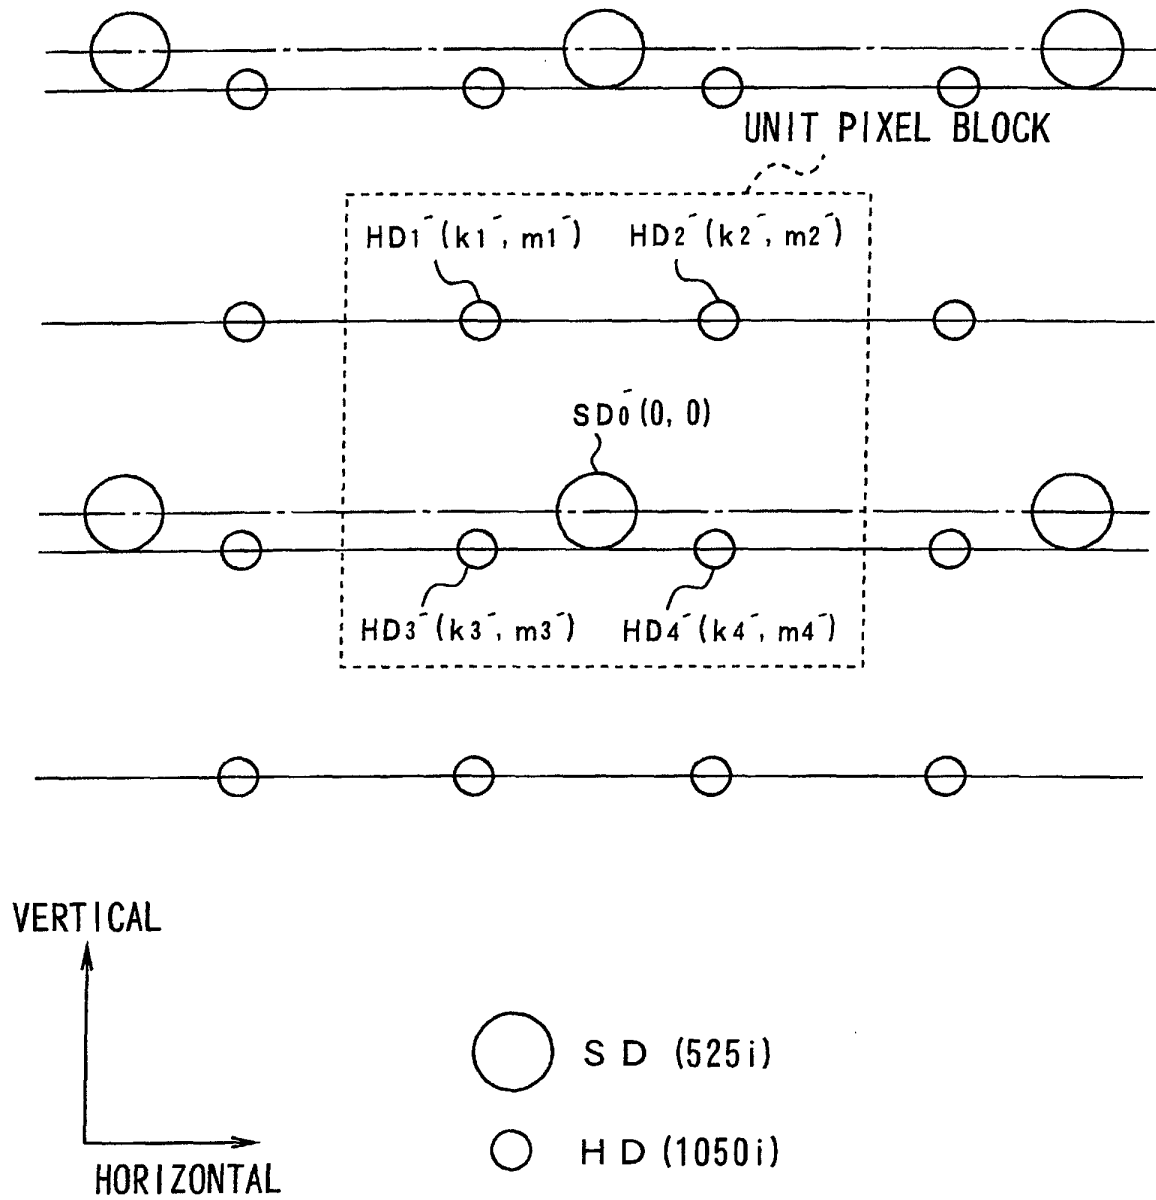 UNIT PIXEL BLOCK
HD1⁻(k1⁻, m1⁻) HD2⁻(k2⁻, m2⁻)
SD0⁻(0, 0)
HD3⁻(k3⁻, m3⁻) HD4⁻(k4⁻, m4⁻)
VERTICAL
HORIZONTAL
SD (525i)
HD (1050i)